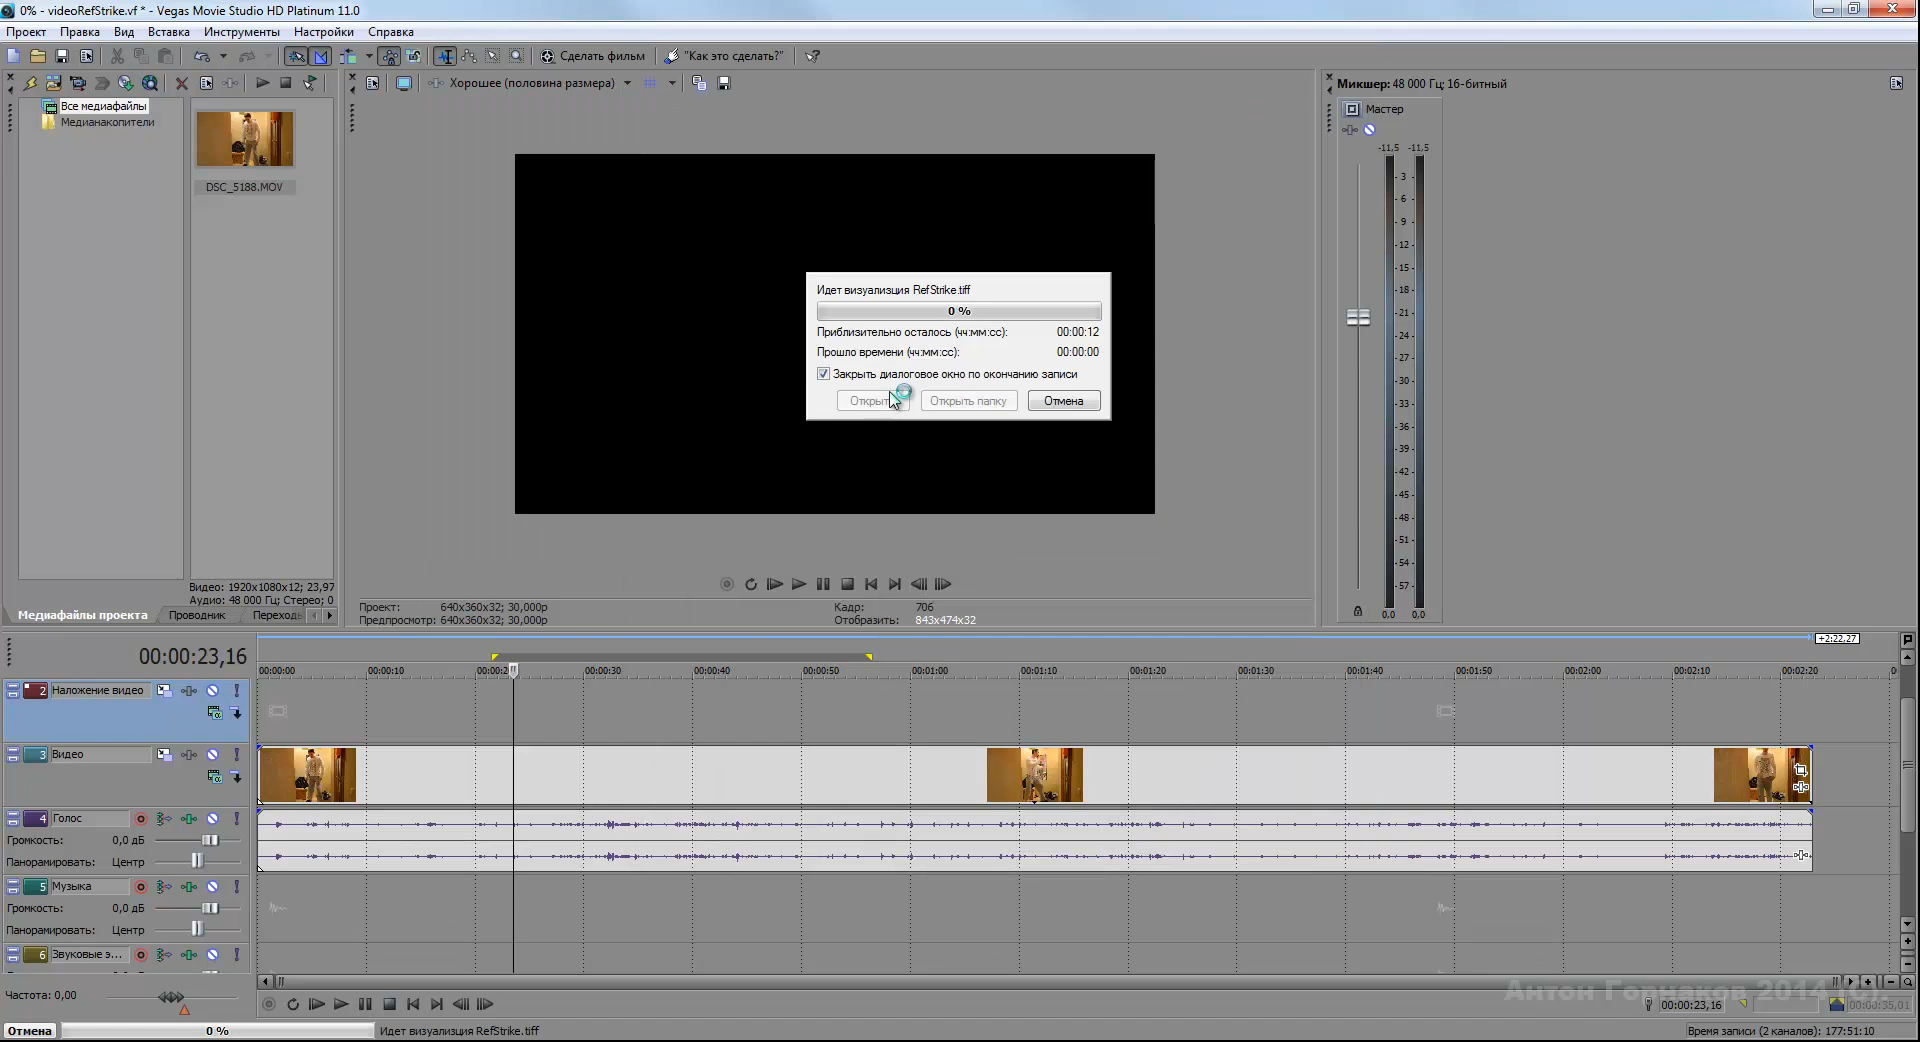 0% - videoRefStrike.vf * - Vegas Movie Studio HD Platinum 11.0
Проект Правка Вид Вставка Инструменты Настройки Справка
Сделать фильм "Как это сделать?"
Хорошее (половина размера)
Микшер: 48 000 Гц; 16-битный
Все медиафайлы
Медианакопители
DSC_5188.MOV
Мастер
-11,5 -11,5
- 3 -
- 6 -
- 9 -
- 12 -
- 15 -
- 18 -
- 21 -
- 24 -
- 27 -
- 30 -
- 33 -
- 36 -
- 39 -
- 42 -
- 45 -
- 48 -
- 51 -
- 54 -
- 57 -
0,0 0,0
Идет визуализция RefStrike.tiff
0 %
Приблизительно осталось (чч:мм:сс): 00:00:12
Прошло времени (чч:мм:сс): 00:00:00
Закрыть диалоговое окно по окончанию записи
Открыт Открыть папку Отмена
Видео: 1920x1080x12; 23,97
Аудио: 48 000 Гц; Стерео; 0
Медиафайлы проекта Проводник Переход
Проект: 640x360x32; 30,000p
Предпросмотр: 640x360x32; 30,000p
Кадр: 706
Отобразить: 843x474x32
+2:22,27
00:00:23,16
00:00:00 00:00:10 00:00:2 00:00:30 00:00:40 00:00:50 00:01:00 00:01:10 00:01:20 00:01:30 00:01:40 00:01:50 00:02:00 00:02:10 00:02:20 0
2 Наложение видео
3 Видео
4 Голос
Громкость: 0,0 дБ
Панорамировать: Центр
5 Музыка
Громкость: 0,0 дБ
Панорамировать: Центр
6 Звуковые э...
Частота: 0,00
Антон Горчаков 2014 (c).
00:00:23,16 00:00:35,01
Отмена 0 % Идет визуализция RefStrike.tiff
Время записи (2 каналов): 177:51:10